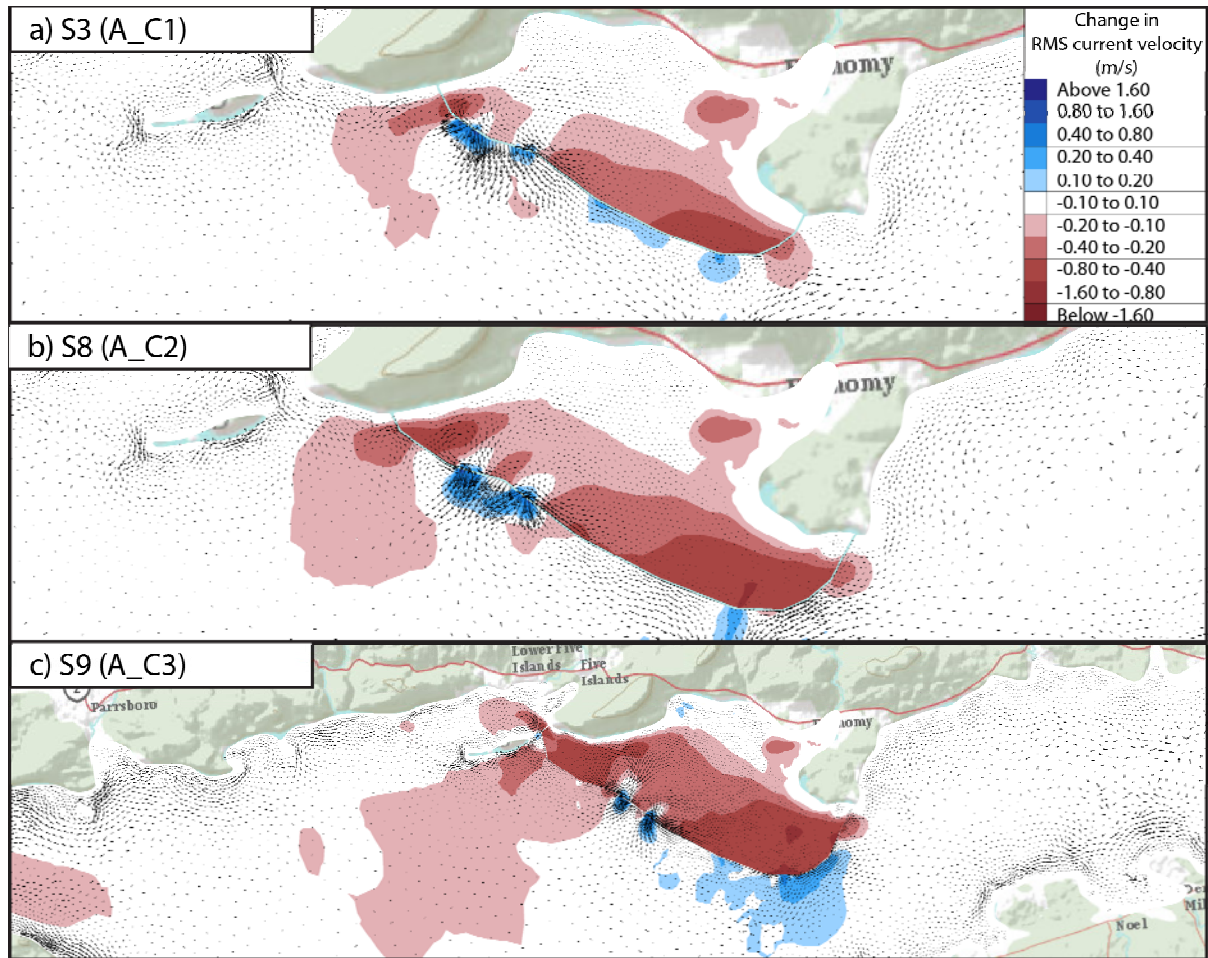 a) S3 (A_C1)
Change in
RMS current velocity
(m/s)
Above 1.60
0.80 to 1.60
0.40 to 0.80
0.20 to 0.40
0.10 to 0.20
-0.10 to 0.10
-0.20 to -0.10
-0.40 to -0.20
-0.80 to -0.40
-1.60 to -0.80
Below -1.60
b) S8 (A_C2)
c) S9 (A_C3)
Lower Five
Islands
Five
Islands
2
Parrsboro
Noel